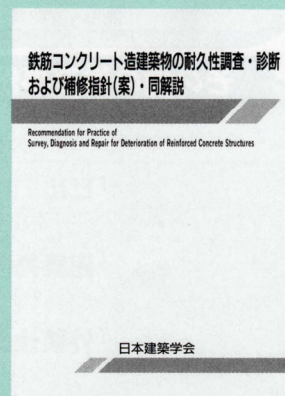 鉄筋コンクリート造建築物の耐久性調査・診断
および補修指針(案)・同解説
Recommendation for Practice of
Survey, Diagnosis and Repair for Deterioration of Reinforced Concrete Structures
日本建築学会